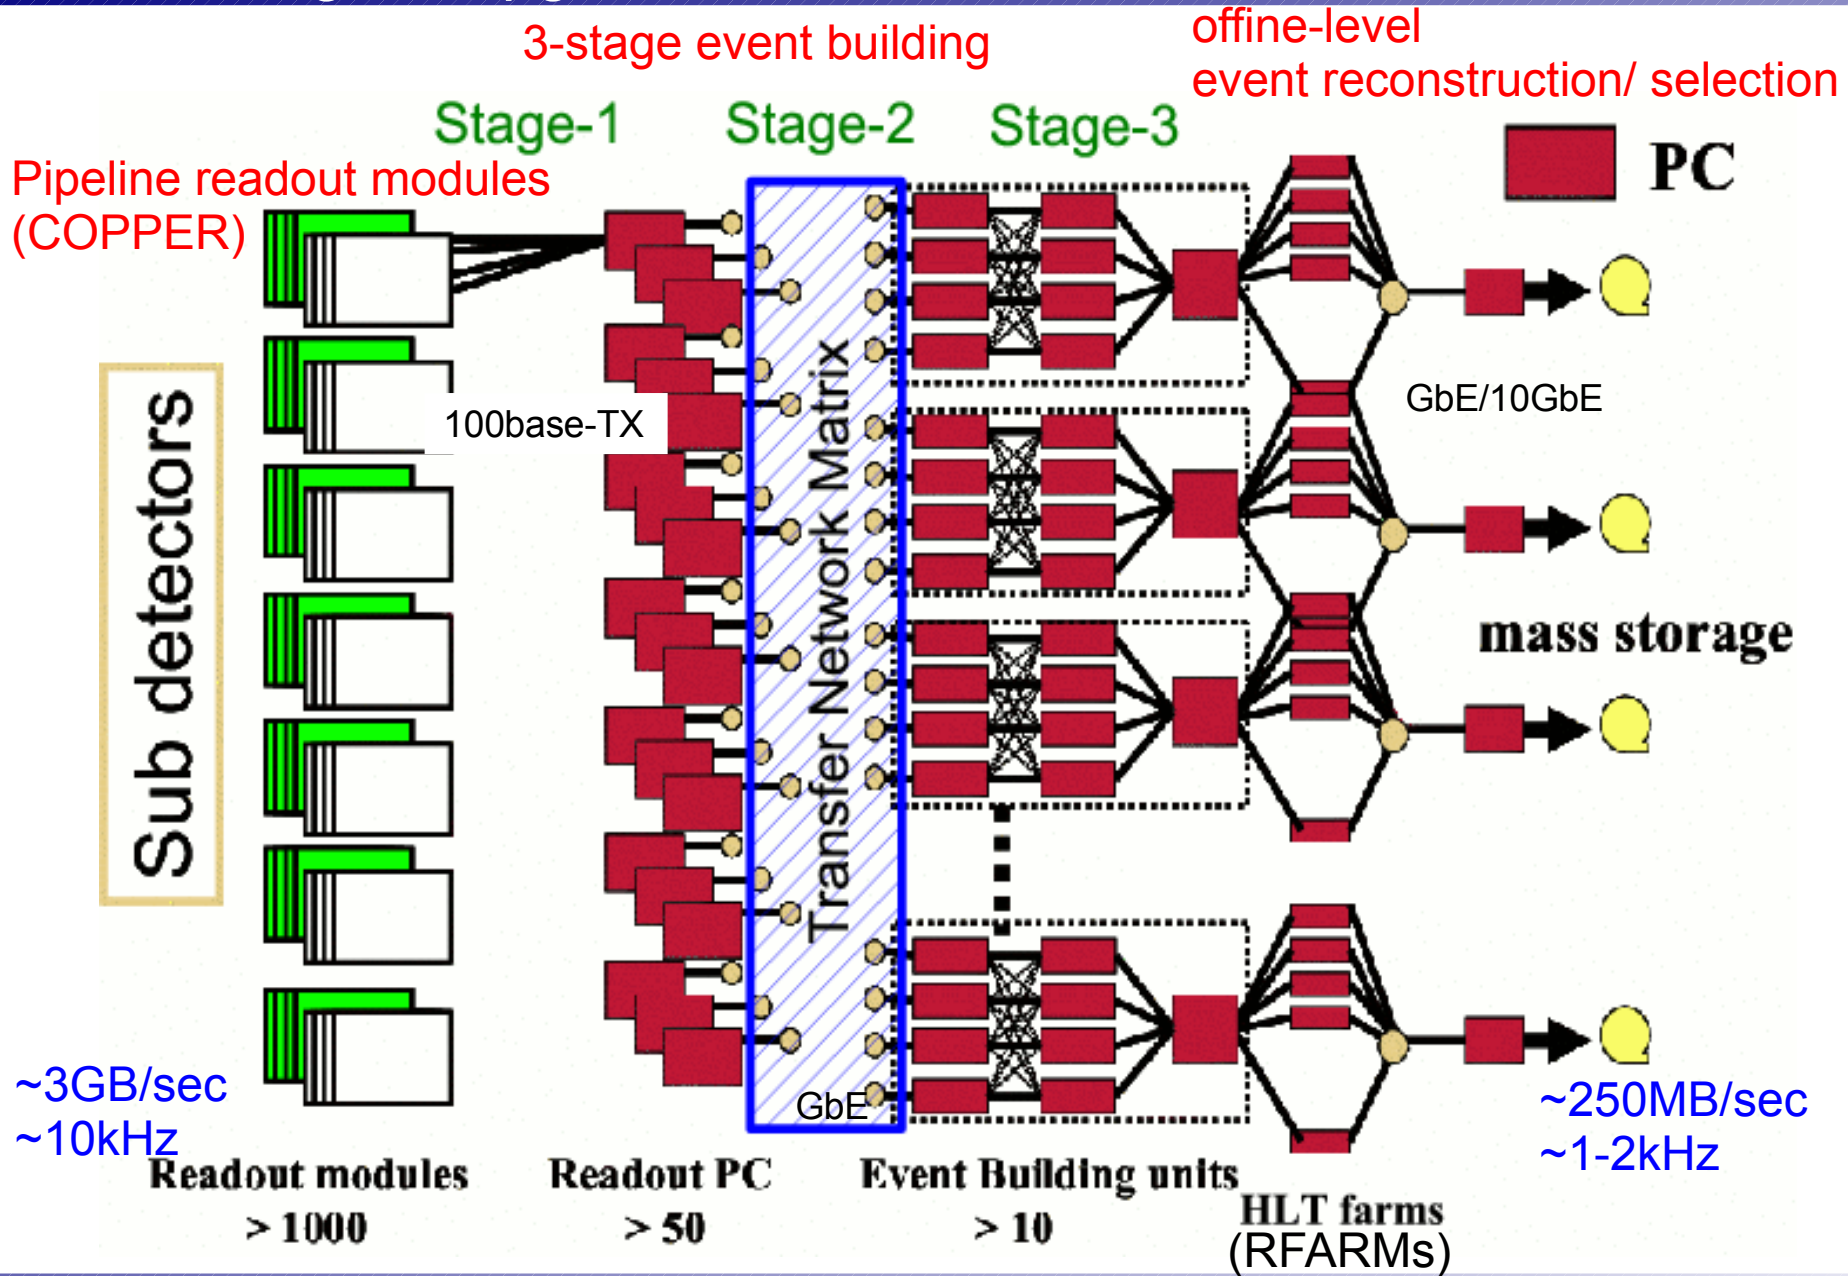 3-stage event building
offine-level
event reconstruction/ selection
Stage-1
Stage-2
Stage-3
PC
Pipeline readout modules
(COPPER)
Sub detectors
100base-TX
Transfer Network Matrix
GbE/10GbE
mass storage
GbE
~3GB/sec
~10kHz
~250MB/sec
~1-2kHz
Readout modules
> 1000
Readout PC
> 50
Event Building units
> 10
HLT farms
(RFARMs)